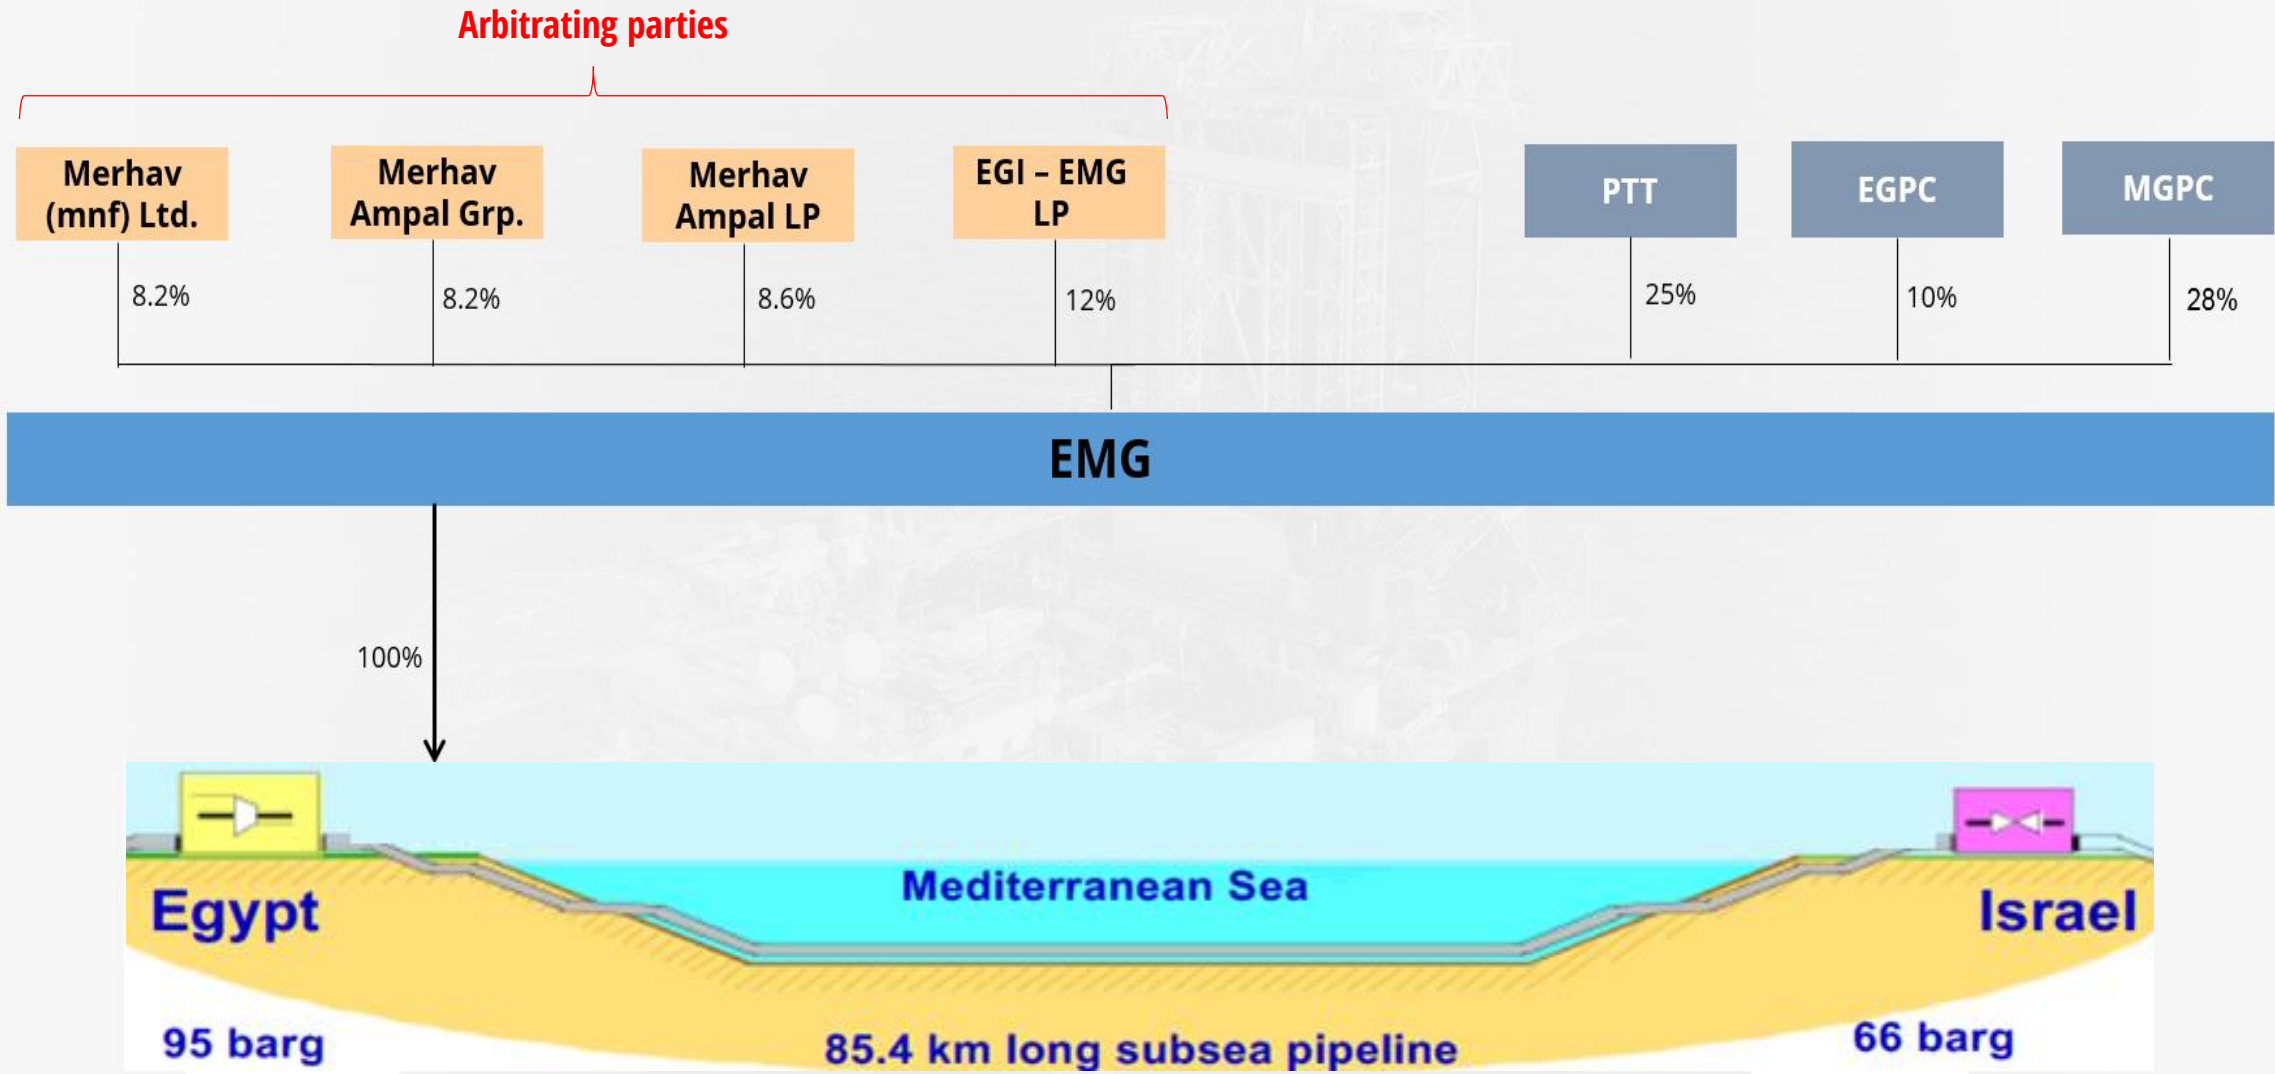 Arbitrating parties
Merhav
(mnf) Ltd.
Merhav
Ampal Grp.
Merhav
Ampal LP
EGI – EMG
LP
PTT
EGPC
MGPC
8.2%
8.2%
8.6%
12%
25%
10%
28%
EMG
100%
Mediterranean Sea
Egypt
Israel
95 barg
85.4 km long subsea pipeline
66 barg